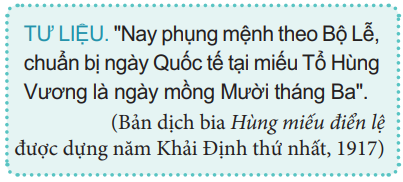 TƯ LIỆU. "Nay phụng mệnh theo Bộ Lễ,
chuẩn bị ngày Quốc tế tại miếu Tổ Hùng
Vương là ngày mồng Mười tháng Ba".
(Bản dịch bia Hùng miếu điển lệ
được dựng năm Khải Định thứ nhất, 1917)